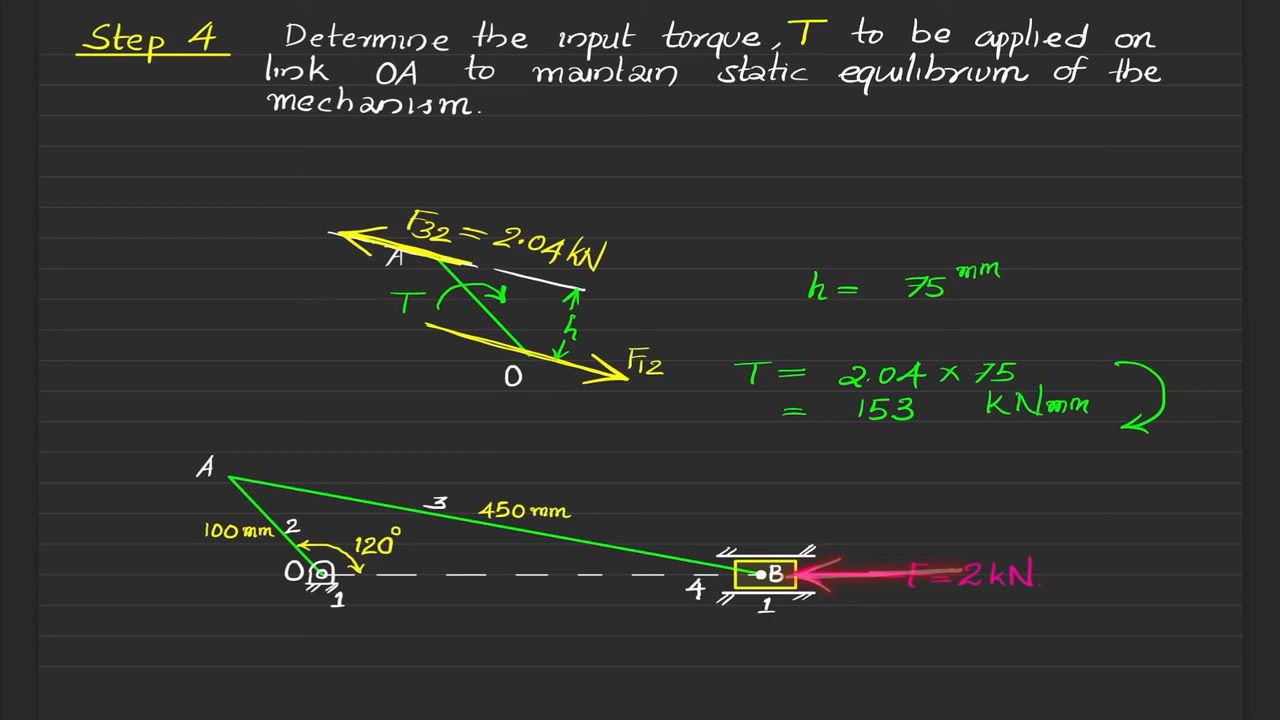 Step 4 Determine the input torque, T to be applied on
link OA to maintain static equilibrium of the
mechanism.
F32 = 2.04 kN
A
T
h
F12
O
h = 75 mm
T = 2.04 × 75
= 153 kNmm
A
3
450 mm
100 mm
2
120°
O
1
4
B
1
F = 2 kN.